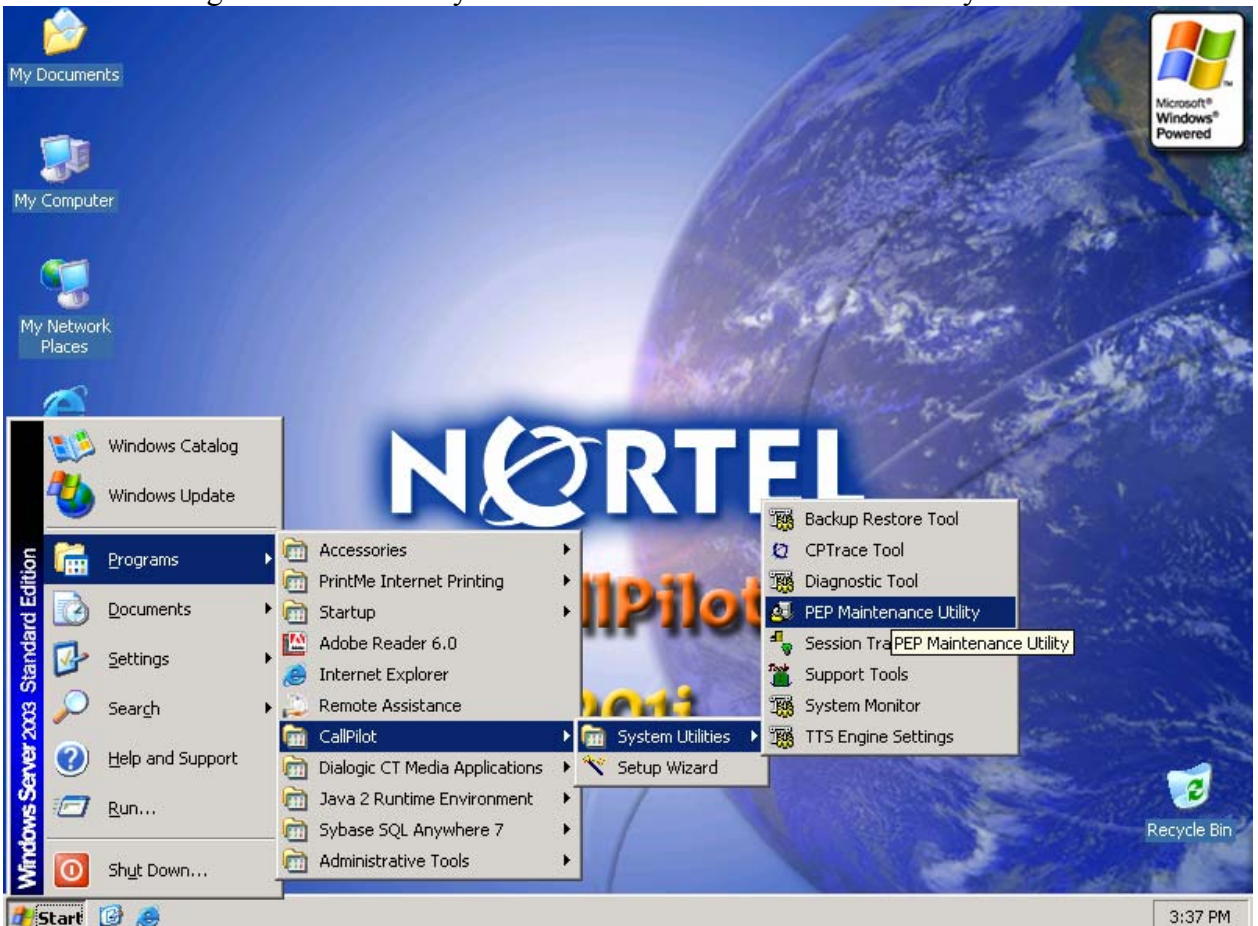 My Documents
My Computer
My Network
Places
Microsoft®
Windows®
Powered
NORTEL
Windows Server 2003 Standard Edition
Windows Catalog
Windows Update
Programs
Documents
Settings
Search
Help and Support
Run...
Shut Down...
Accessories
PrintMe Internet Printing
Startup
Adobe Reader 6.0
Internet Explorer
Remote Assistance
CallPilot
Dialogic CT Media Applications
Java 2 Runtime Environment
Sybase SQL Anywhere 7
Administrative Tools
System Utilities
Setup Wizard
Backup Restore Tool
CPTrace Tool
Diagnostic Tool
PEP Maintenance Utility
Session Tra
PEP Maintenance Utility
Support Tools
System Monitor
TTS Engine Settings
Recycle Bin
Start
3:37 PM